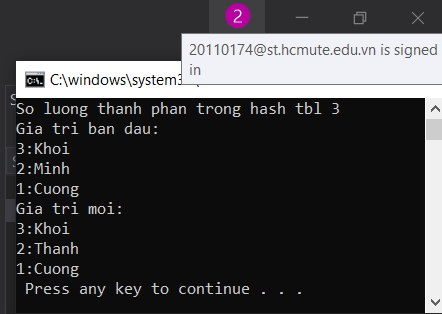 2
20110174@st.hcmute.edu.vn is signed
in
C:\windows\system3
So luong thanh phan trong hash tbl 3
Gia tri ban dau:
3:Khoi
2:Minh
1:Cuong
Gia tri moi:
3:Khoi
2:Thanh
1:Cuong
Press any key to continue . . .